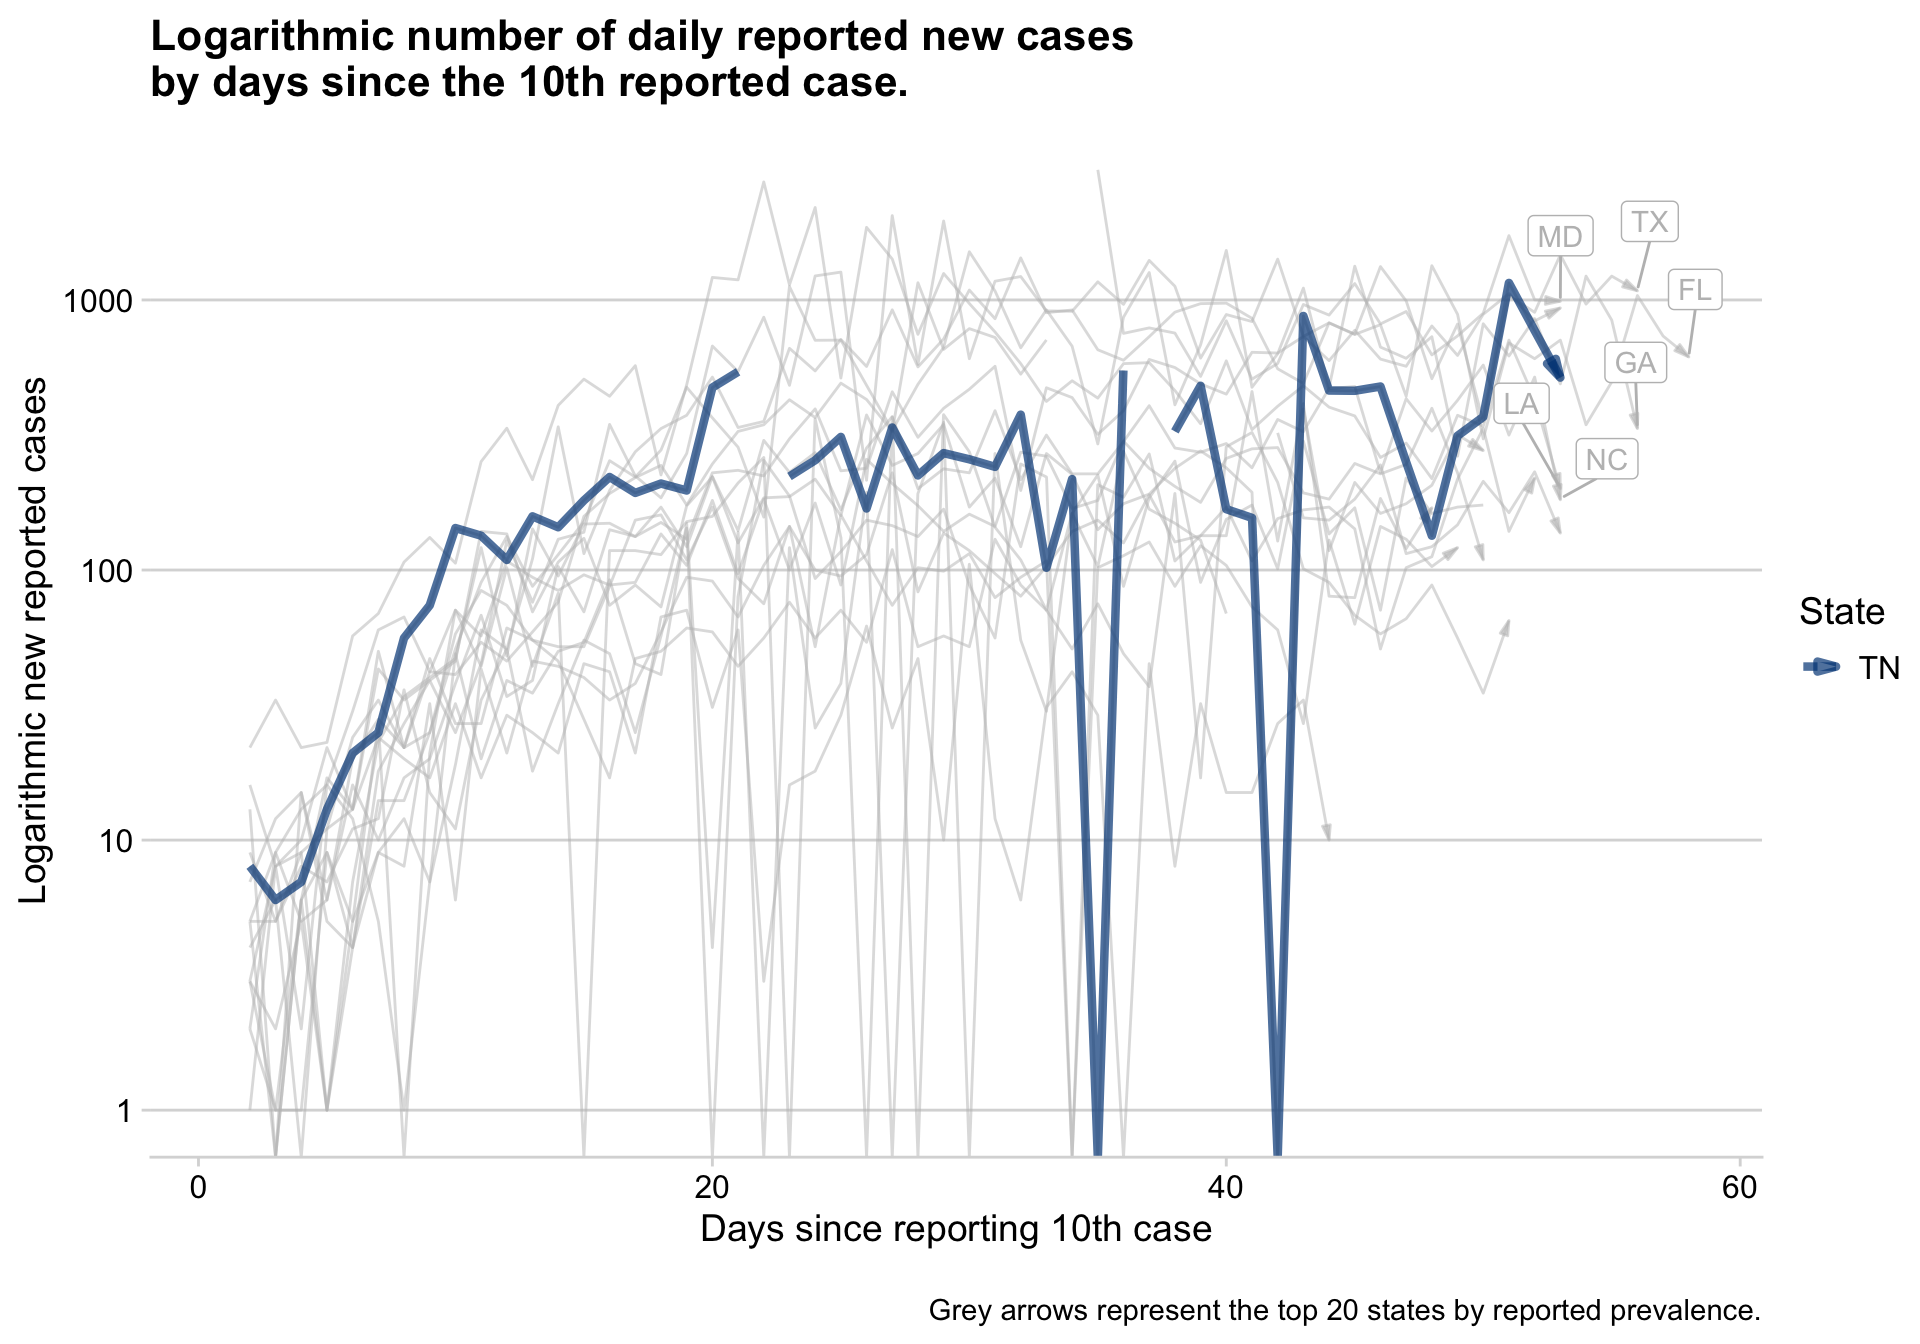 Logarithmic number of daily reported new cases
by days since the 10th reported case.
MD
TX
FL
GA
LA
NC
1000
100
10
1
Logarithmic new reported cases
0
20
40
60
Days since reporting 10th case
State
TN
Grey arrows represent the top 20 states by reported prevalence.